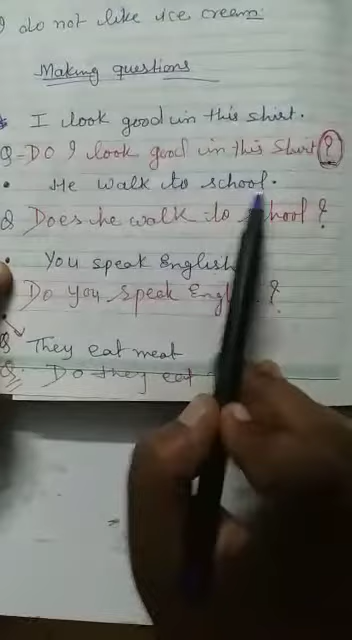 I do not like ice cream.
Making questions
I look good in this shirt.
Q-Do I look good in this Shirt?
• He walk to school.
Q Does he walk to school?
• You speak English
Do you speak Eng ?
They eat meat
Q. Do they eat